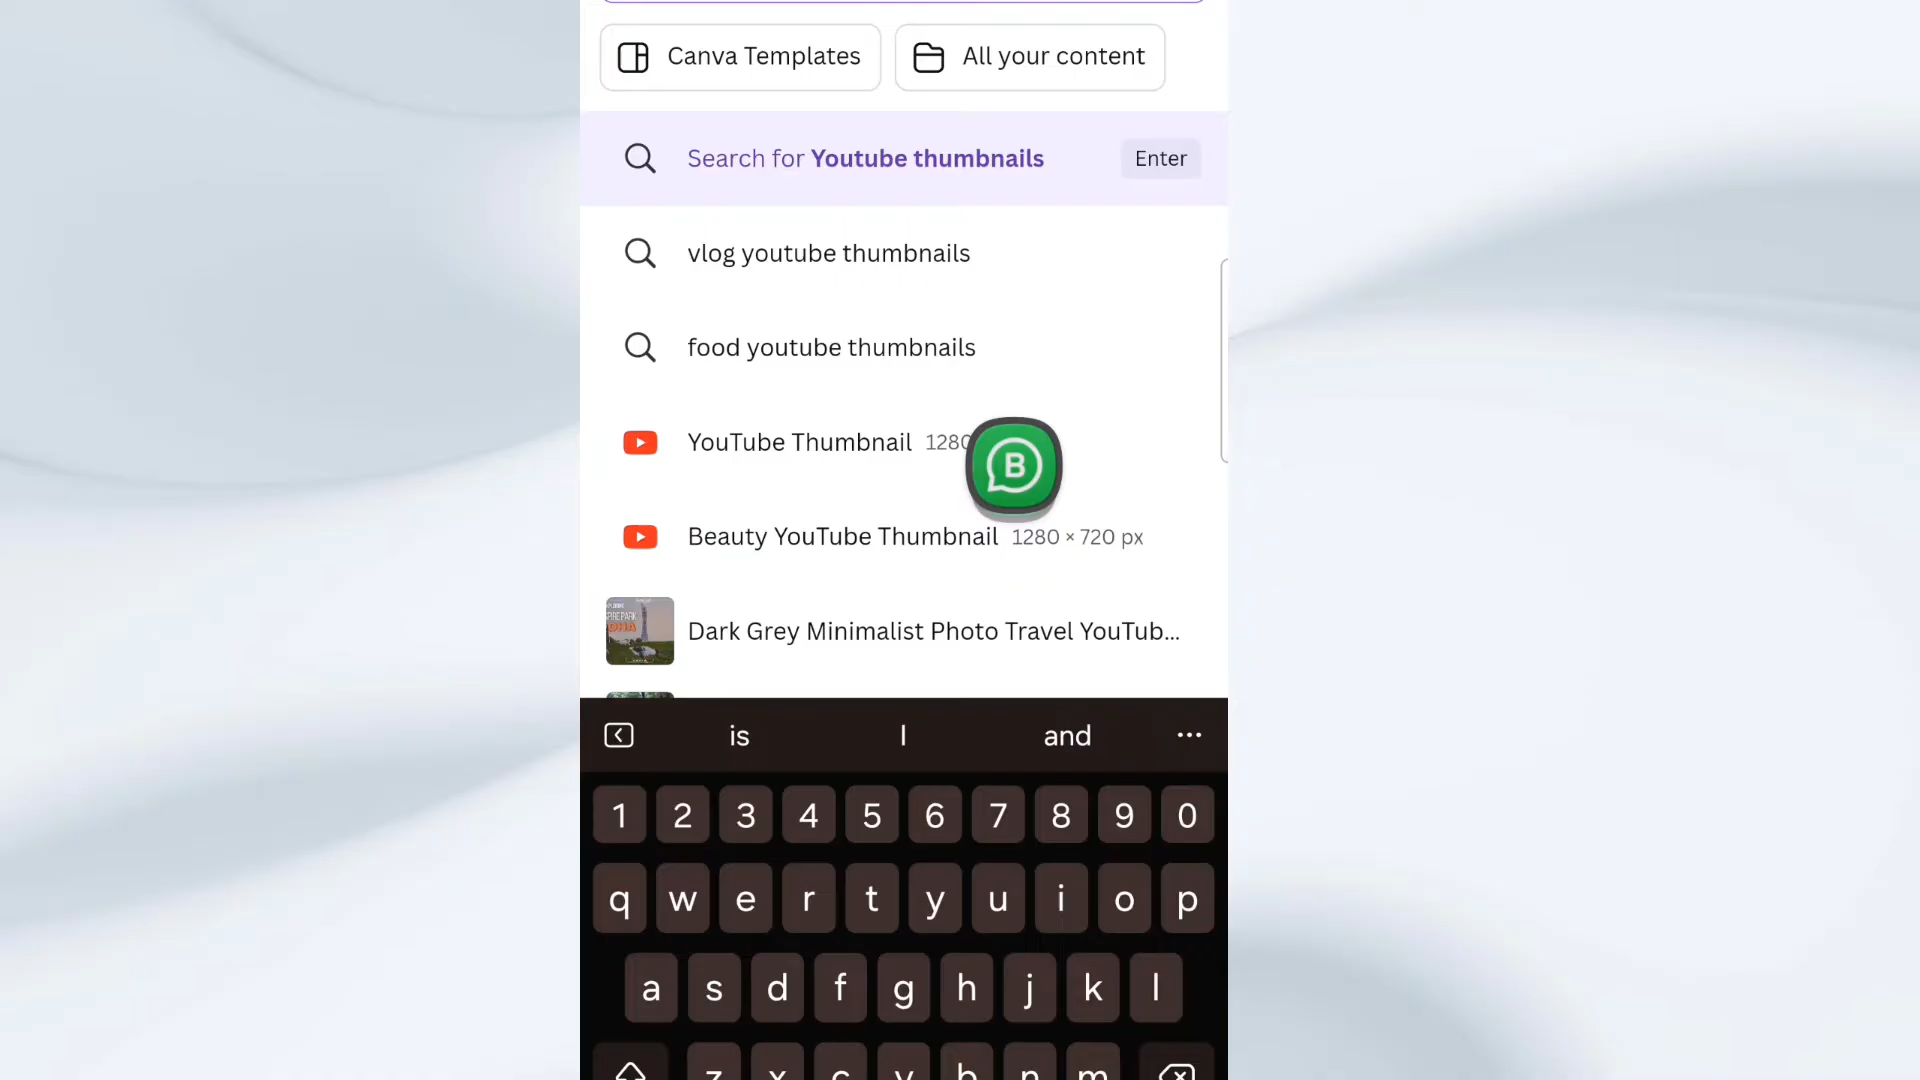 Canva Templates
All your content
Search for Youtube thumbnails
Enter
vlog youtube thumbnails
food youtube thumbnails
YouTube Thumbnail 1280
B
Beauty YouTube Thumbnail 1280 × 720 px
Dark Grey Minimalist Photo Travel YouTub...
is I and
1 2 3 4 5 6 7 8 9 0
q w e r t y u i o p
a s d f g h j k l
z x c v b n m